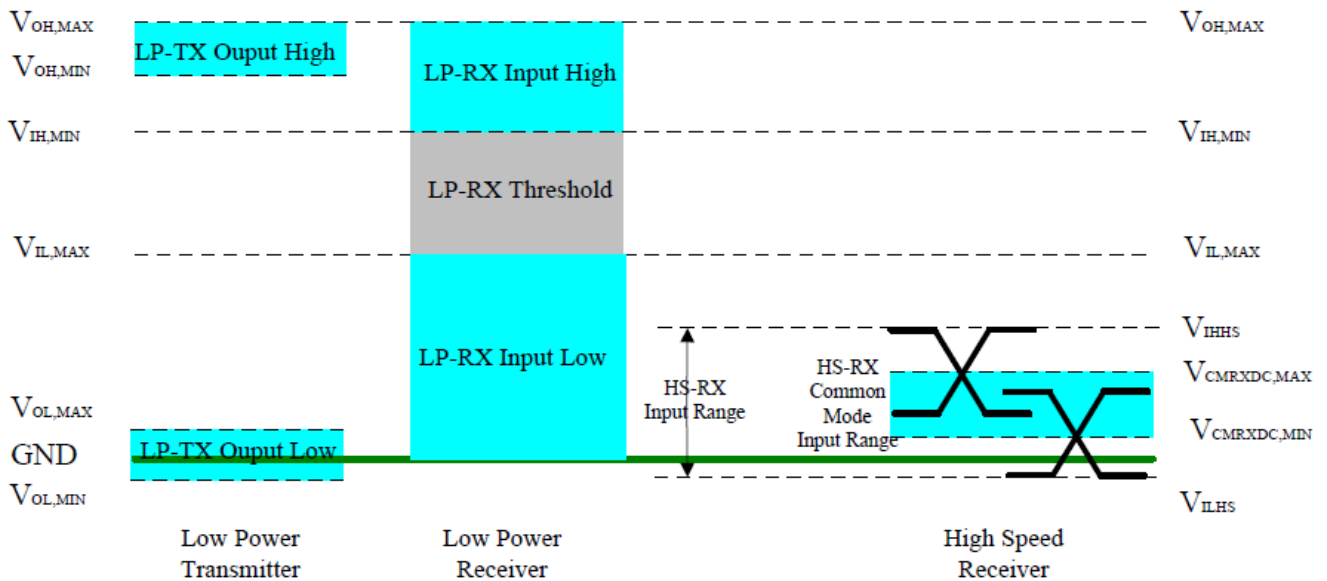 VOH,MAX
LP-TX Ouput High
VOH,MIN
VIH,MIN
VIL,MAX
VOL,MAX
GND
LP-TX Ouput Low
VOL,MIN
Low Power
Transmitter
LP-RX Input High
LP-RX Threshold
LP-RX Input Low
Low Power
Receiver
HS-RX
Input Range
HS-RX
Common
Mode
Input Range
High Speed
Receiver
VOH,MAX
VIH,MIN
VIL,MAX
VIHHS
VCMRXDC,MAX
VCMRXDC,MIN
VILHS